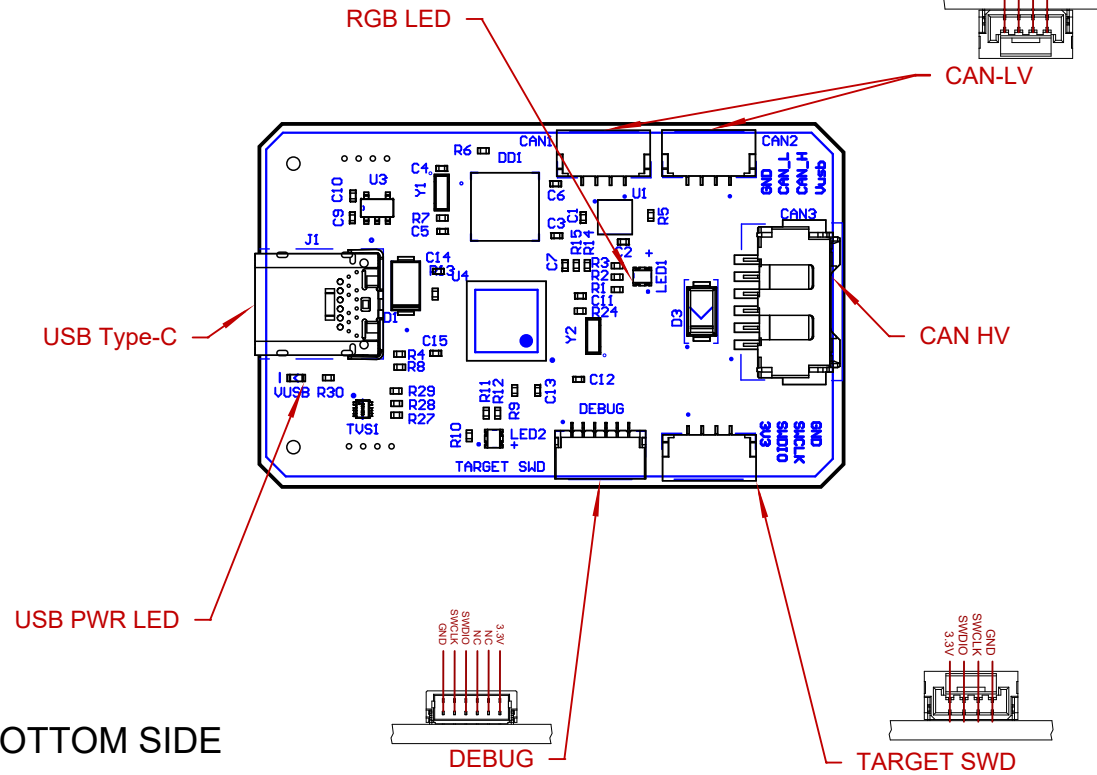 RGB LED
CAN-LV
CAN1
CAN2
R6
DD1
C4
U3
Y1
C10
C9
R7
C5
C6
U1
C1
R5
C3
C2
GND
CAN_L
CAN_H
Vusb
CAN3
J1
C14
R13
U4
D1
C7
R15
R14
R3
R2
R1
+
LED1
C11
R24
Y2
D3
USB Type-C
CAN HV
C15
R4
R8
VUSB
R30
R29
R28
R27
TVS1
R11
R12
R9
C13
C12
R10
LED2
+
DEBUG
TARGET SWD
3V3
SWDIO
SWCLK
GND
USB PWR LED
GND
SWCLK
SWDIO
NC
NC
3.3V
3.3V
SWDIO
SWCLK
GND
OTTOM SIDE
DEBUG
TARGET SWD